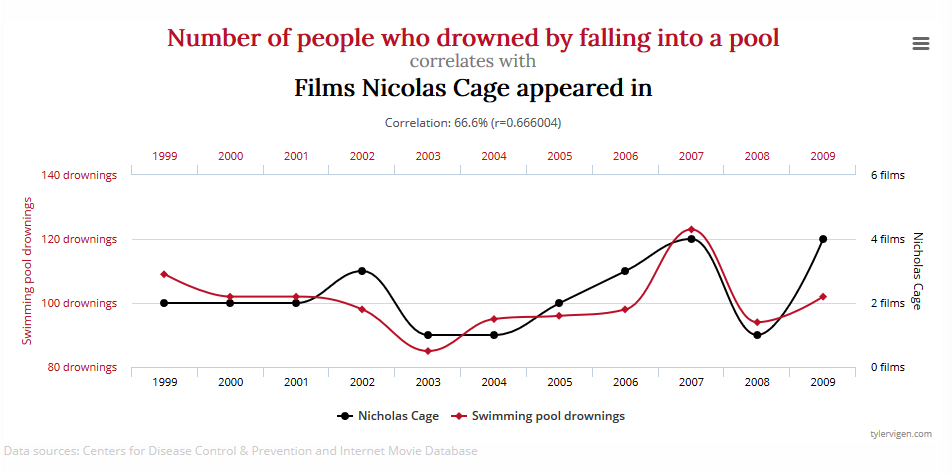 Number of people who drowned by falling into a pool
correlates with
Films Nicolas Cage appeared in
Correlation: 66.6% (r=0.666004)
1999 2000 2001 2002 2003 2004 2005 2006 2007 2008 2009
140 drownings 6 films
120 drownings 4 films
100 drownings 2 films
80 drownings 0 films
Swimming pool drownings
Nicholas Cage
1999 2000 2001 2002 2003 2004 2005 2006 2007 2008 2009
Nicholas Cage Swimming pool drownings
tylervigen.com
Data sources: Centers for Disease Control & Prevention and Internet Movie Database